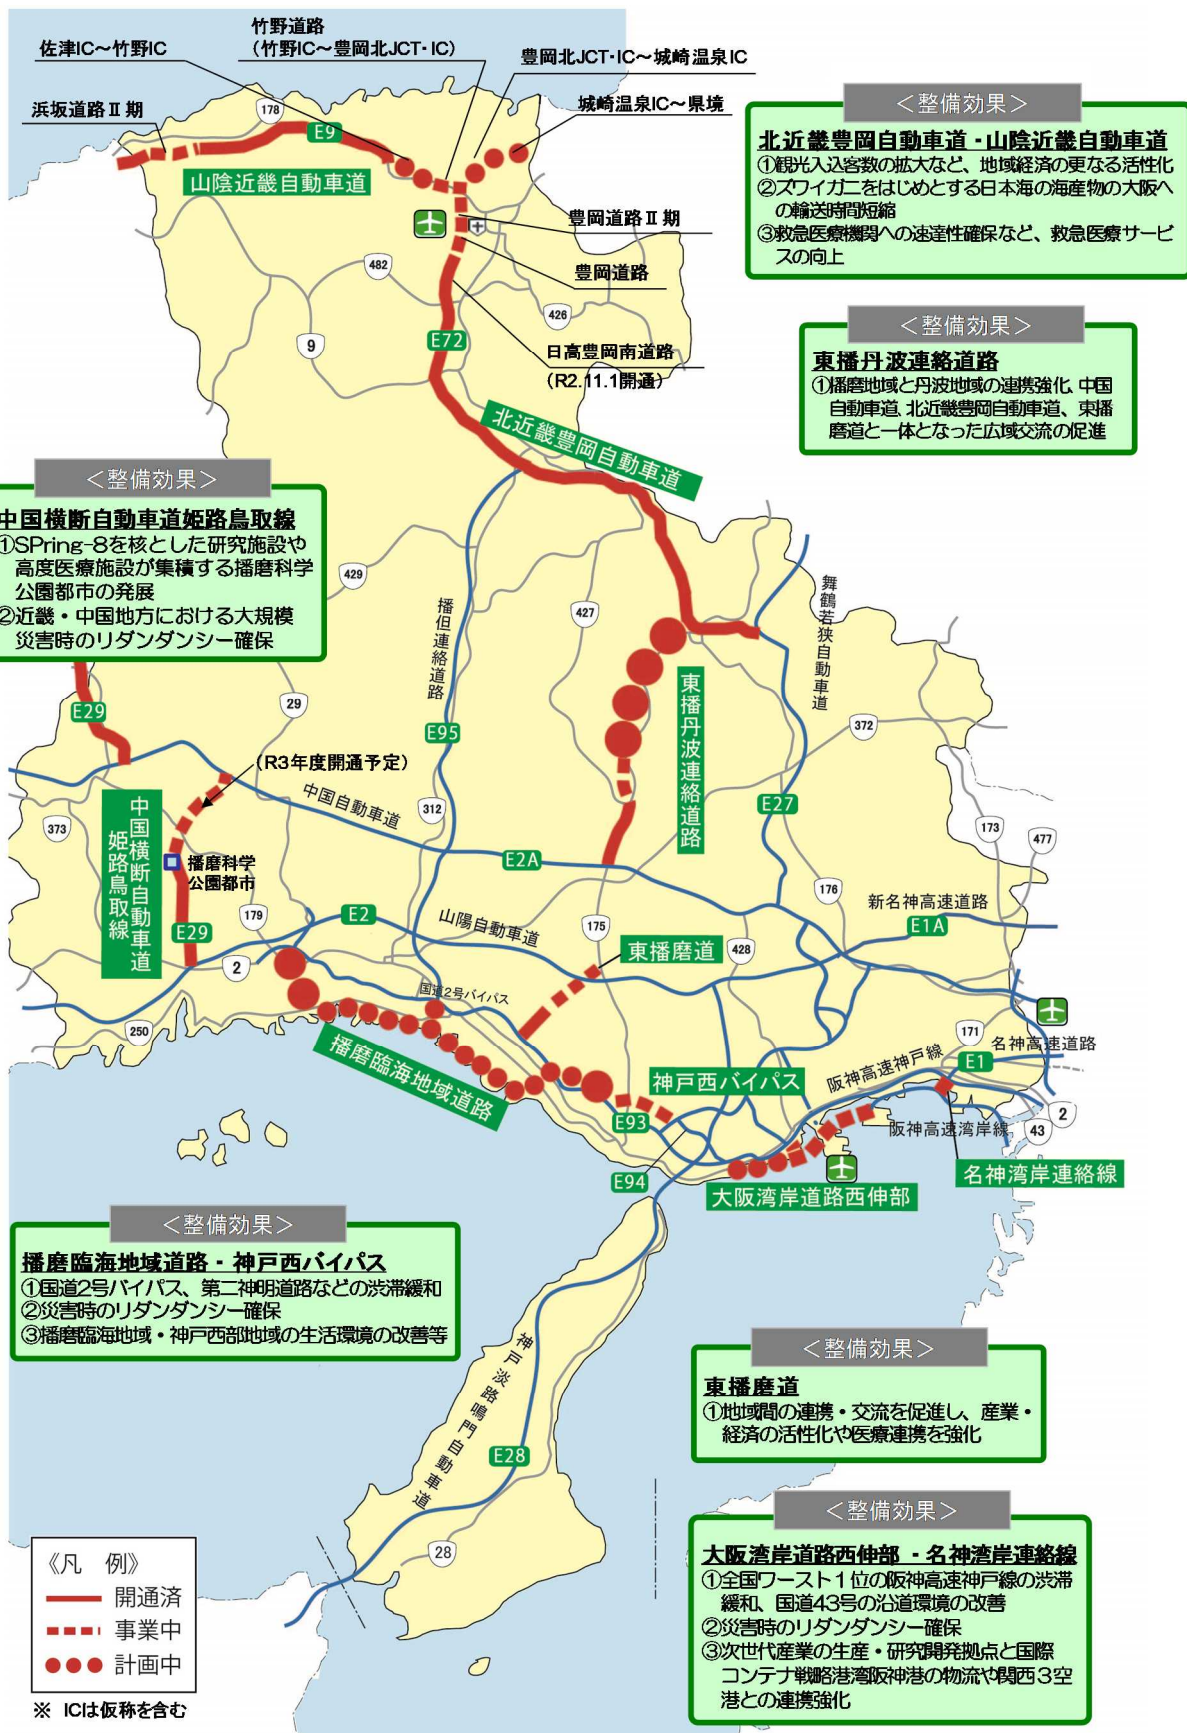 竹野道路
(竹野IC～豊岡北JCT・IC)
佐津IC～竹野IC
豊岡北JCT・IC～城崎温泉IC
浜坂道路Ⅱ期
城崎温泉IC～県境
178
E9
山陰近畿自動車道
豊岡道路Ⅱ期
482
豊岡道路
426
9
E72
日高豊岡南道路
(R2.11.1開通)
北近畿豊岡自動車道
＜整備効果＞
北近畿豊岡自動車道・山陰近畿自動車道
①観光入込客数の拡大など、地域経済の更なる活性化
②ズワイガニをはじめとする日本海の海産物の大阪へ
の輸送時間短縮
③救急医療機関への速達性確保など、救急医療サービ
スの向上
＜整備効果＞
東播丹波連絡道路
①播磨地域と丹波地域の連携強化、中国
自動車道、北近畿豊岡自動車道、東播
磨道と一体となった広域交流の促進
＜整備効果＞
中国横断自動車道姫路鳥取線
①SPring-8を核とした研究施設や
高度医療施設が集積する播磨科学
公園都市の発展
②近畿・中国地方における大規模
災害時のリダンダンシー確保
429
427
播但連絡道路
舞鶴若狭自動車道
東播丹波連絡道路
E29
29
E95
372
(R3年度開通予定)
中国自動車道
312
E27
373
中国横断自動車道
姫路鳥取線
播磨科学
公園都市
E2A
173
477
176
新名神高速道路
E1A
179
E2
山陽自動車道
175
東播磨道
428
E29
2
国道2号バイパス
250
171
名神高速道路
阪神高速神戸線
E1
播磨臨海地域道路
神戸西バイパス
E93
2
43
阪神高速湾岸線
E94
大阪湾岸道路西伸部
名神湾岸連絡線
＜整備効果＞
播磨臨海地域道路・神戸西バイパス
①国道2号バイパス、第二神明道路などの渋滞緩和
②災害時のリダンダンシー確保
③播磨臨海地域・神戸西部地域の生活環境の改善等
神戸淡路鳴門自動車道
E28
28
＜整備効果＞
東播磨道
①地域間の連携・交流を促進し、産業・
経済の活性化や医療連携を強化
＜整備効果＞
大阪湾岸道路西伸部・名神湾岸連絡線
①全国ワースト1位の阪神高速神戸線の渋滞
緩和、国道43号の沿道環境の改善
②災害時のリダンダンシー確保
③次世代産業の生産・研究開発拠点と国際
コンテナ戦略港湾阪神港の物流や関西3空
港との連携強化
《凡 例》
開通済
事業中
計画中
※ ICは仮称を含む